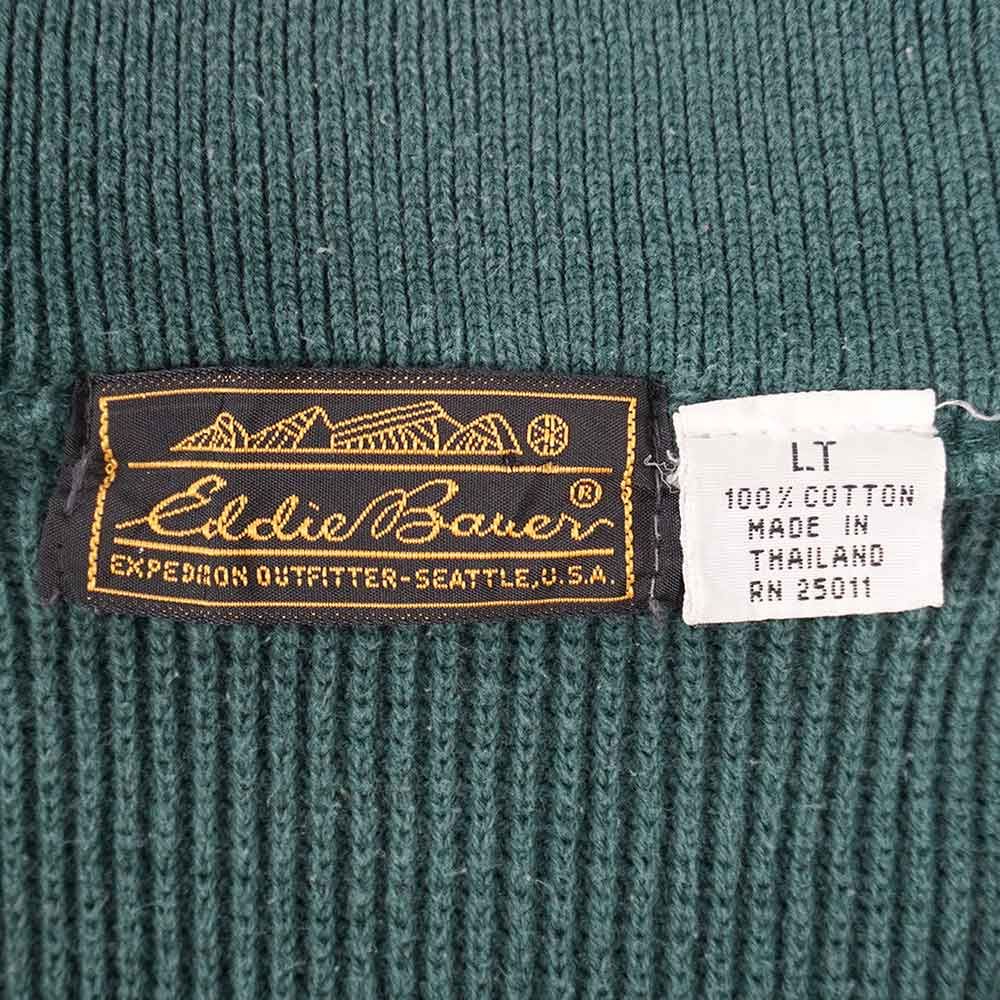 Eddie Bauer ®
EXPEDITION OUTFITTER-SEATTLE, U.S.A.
LT
100% COTTON
MADE IN
THAILAND
RN 25011